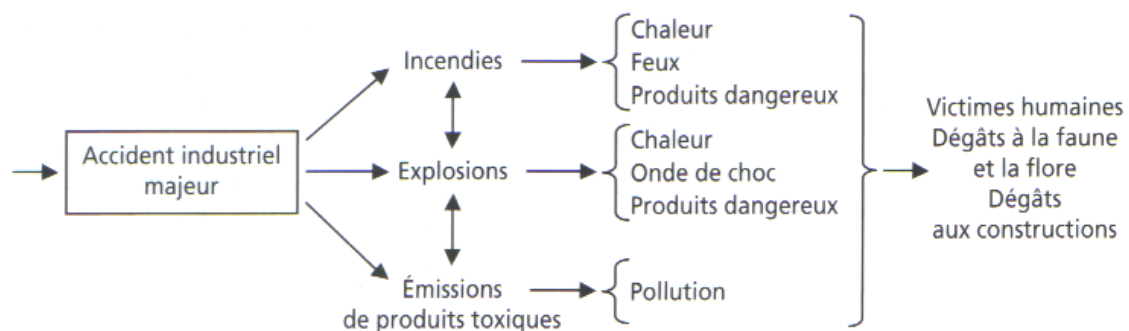 Accident industriel
majeur
Incendies
Explosions
Émissions
de produits toxiques
Chaleur
Feux
Produits dangereux
Chaleur
Onde de choc
Produits dangereux
Pollution
Victimes humaines
Dégâts à la faune
et la flore
Dégâts
aux constructions